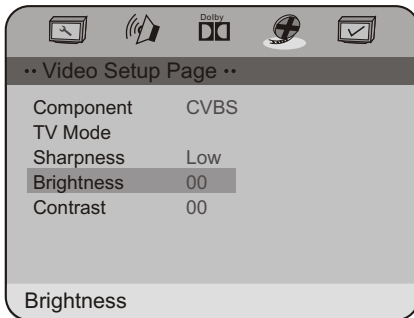 Dolby
•• Video Setup Page ••
Component CVBS
TV Mode
Sharpness Low
Brightness 00
Contrast 00
Brightness